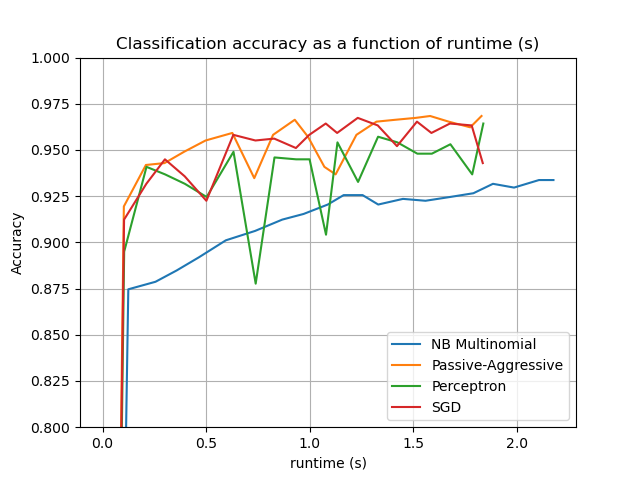 Classification accuracy as a function of runtime (s)
1.000
0.975
0.950
0.925
0.900
0.875
0.850
0.825
0.800
Accuracy
NB Multinomial
Passive-Aggressive
Perceptron
SGD
0.0 0.5 1.0 1.5 2.0
runtime (s)